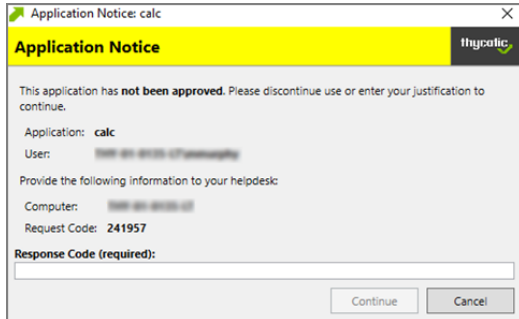 Application Notice: calc
Application Notice
thycotic
This application has not been approved. Please discontinue use or enter your justification to
continue.
Application: calc
User:
Provide the following information to your helpdesk:
Computer:
Request Code: 241957
Response Code (required):
Continue Cancel